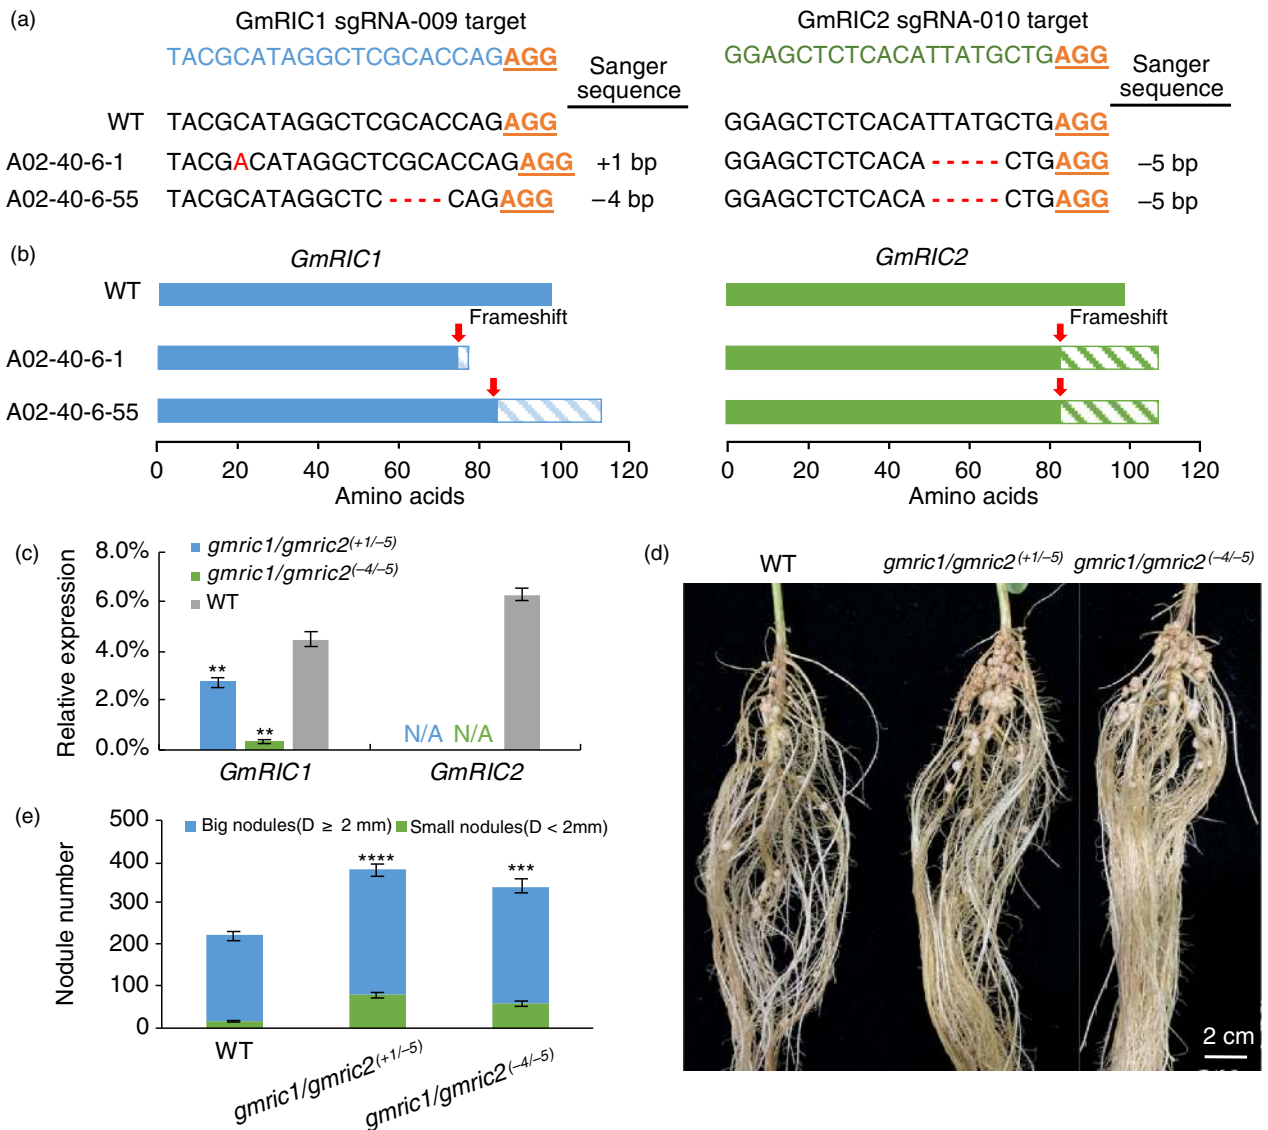 (a)
GmRIC1 sgRNA-009 target
GmRIC2 sgRNA-010 target
TACGCATAGGCTCGCACCAGAGG
GGAGCTCTCACATTATGCTGAGG
Sanger sequence
Sanger sequence
WT TACGCATAGGCTCGCACCAGAGG GGAGCTCTCACATTATGCTGAGG
A02-40-6-1 TACGACATAGGCTCGCACCAGAGG +1 bp GGAGCTCTCACA-----CTGAGG –5 bp
A02-40-6-55 TACGCATAGGCTC----CAGAGG –4 bp GGAGCTCTCACA-----CTGAGG –5 bp
(b)
GmRIC1
GmRIC2
WT
Frameshift
Frameshift
A02-40-6-1
A02-40-6-55
0 20 40 60 80 100 120
0 20 40 60 80 100 120
Amino acids
Amino acids
(c)
Relative expression
8.0%
6.0%
4.0%
2.0%
0.0%
gmric1/gmric2(+1/–5)
gmric1/gmric2(–4/–5)
WT
**
**
N/A N/A
GmRIC1
GmRIC2
(d)
WT
gmric1/gmric2(+1/–5)
gmric1/gmric2(–4/–5)
2 cm
(e)
Nodule number
500
400
300
200
100
0
Big nodules(D ≥ 2 mm)
Small nodules(D < 2mm)
****
***
WT
gmric1/gmric2(+1/–5)
gmric1/gmric2(–4/–5)